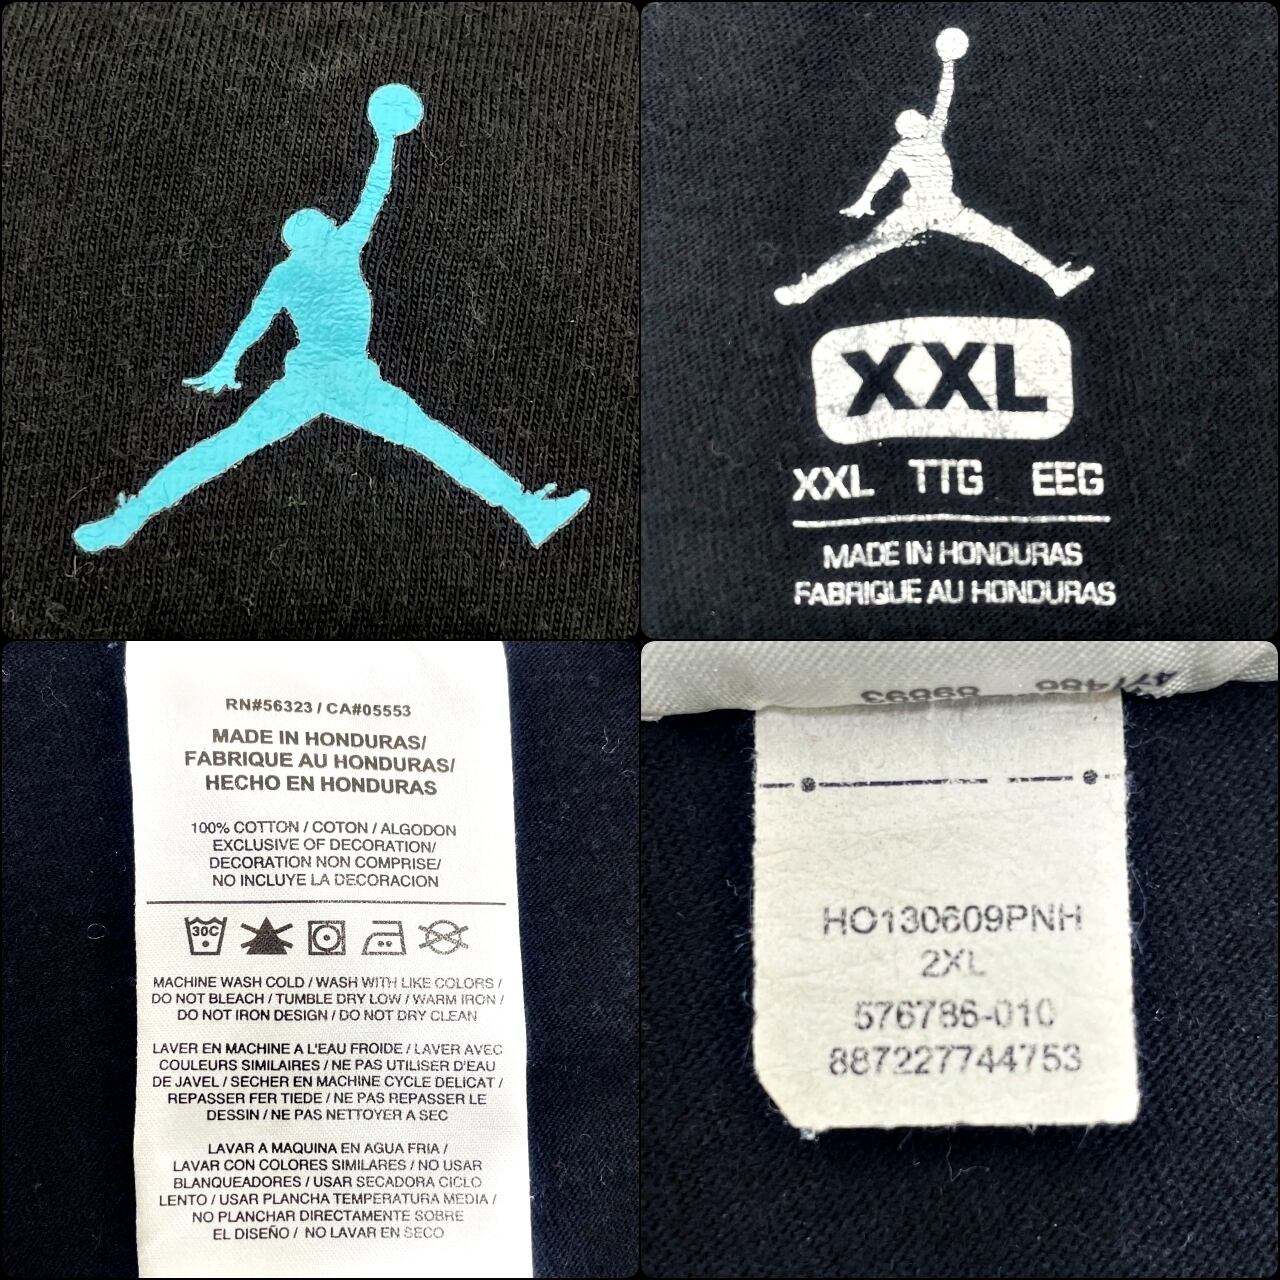 XXL
XXL TTG EEG
MADE IN HONDURAS
FABRIQUE AU HONDURAS
RN#56323 / CA#05553
MADE IN HONDURAS/
FABRIQUE AU HONDURAS/
HECHO EN HONDURAS
100% COTTON / COTON / ALGODON
EXCLUSIVE OF DECORATION/
DECORATION NON COMPRISE/
NO INCLUYE LA DECORACION
30C
MACHINE WASH COLD / WASH WITH LIKE COLORS /
DO NOT BLEACH / TUMBLE DRY LOW / WARM IRON /
DO NOT IRON DESIGN / DO NOT DRY CLEAN
LAVER EN MACHINE A L'EAU FROIDE / LAVER AVEC
COULEURS SIMILAIRES / NE PAS UTILISER D'EAU
DE JAVEL / SECHER EN MACHINE CYCLE DELICAT /
REPASSER FER TIEDE / NE PAS REPASSER LE
DESSIN / NE PAS NETTOYER A SEC
LAVAR A MAQUINA EN AGUA FRIA /
LAVAR CON COLORES SIMILARES / NO USAR
BLANQUEADORES / USAR SECADORA CICLO
LENTO / USAR PLANCHA TEMPERATURA MEDIA /
NO PLANCHAR DIRECTAMENTE SOBRE
EL DISEÑO / NO LAVAR EN SECO
HO130609PNH
2XL
576786-010
887227744753